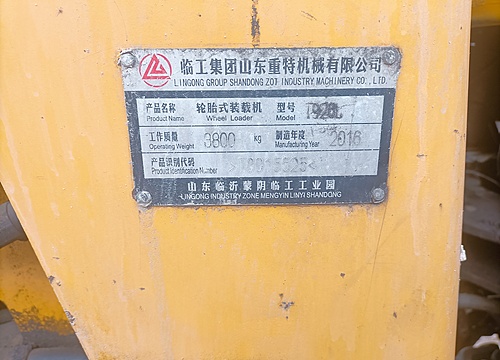 临工集团山东重特机械有限公司
LINGONG GROUP SHANDONG ZOT INDUSTRY MACHINERY CO., LTD.
产品名称 轮胎式装载机 型号
Product Name Wheel Loader Model
工作质量 3800 kg 制造年度 2016
Operating Weight Manufacturing Year
产品识别代码
Product Identification Number
山东临沂蒙阴临工工业园
LINGONG INDUSTRY ZONE MENGYIN LINYI SHANDONG